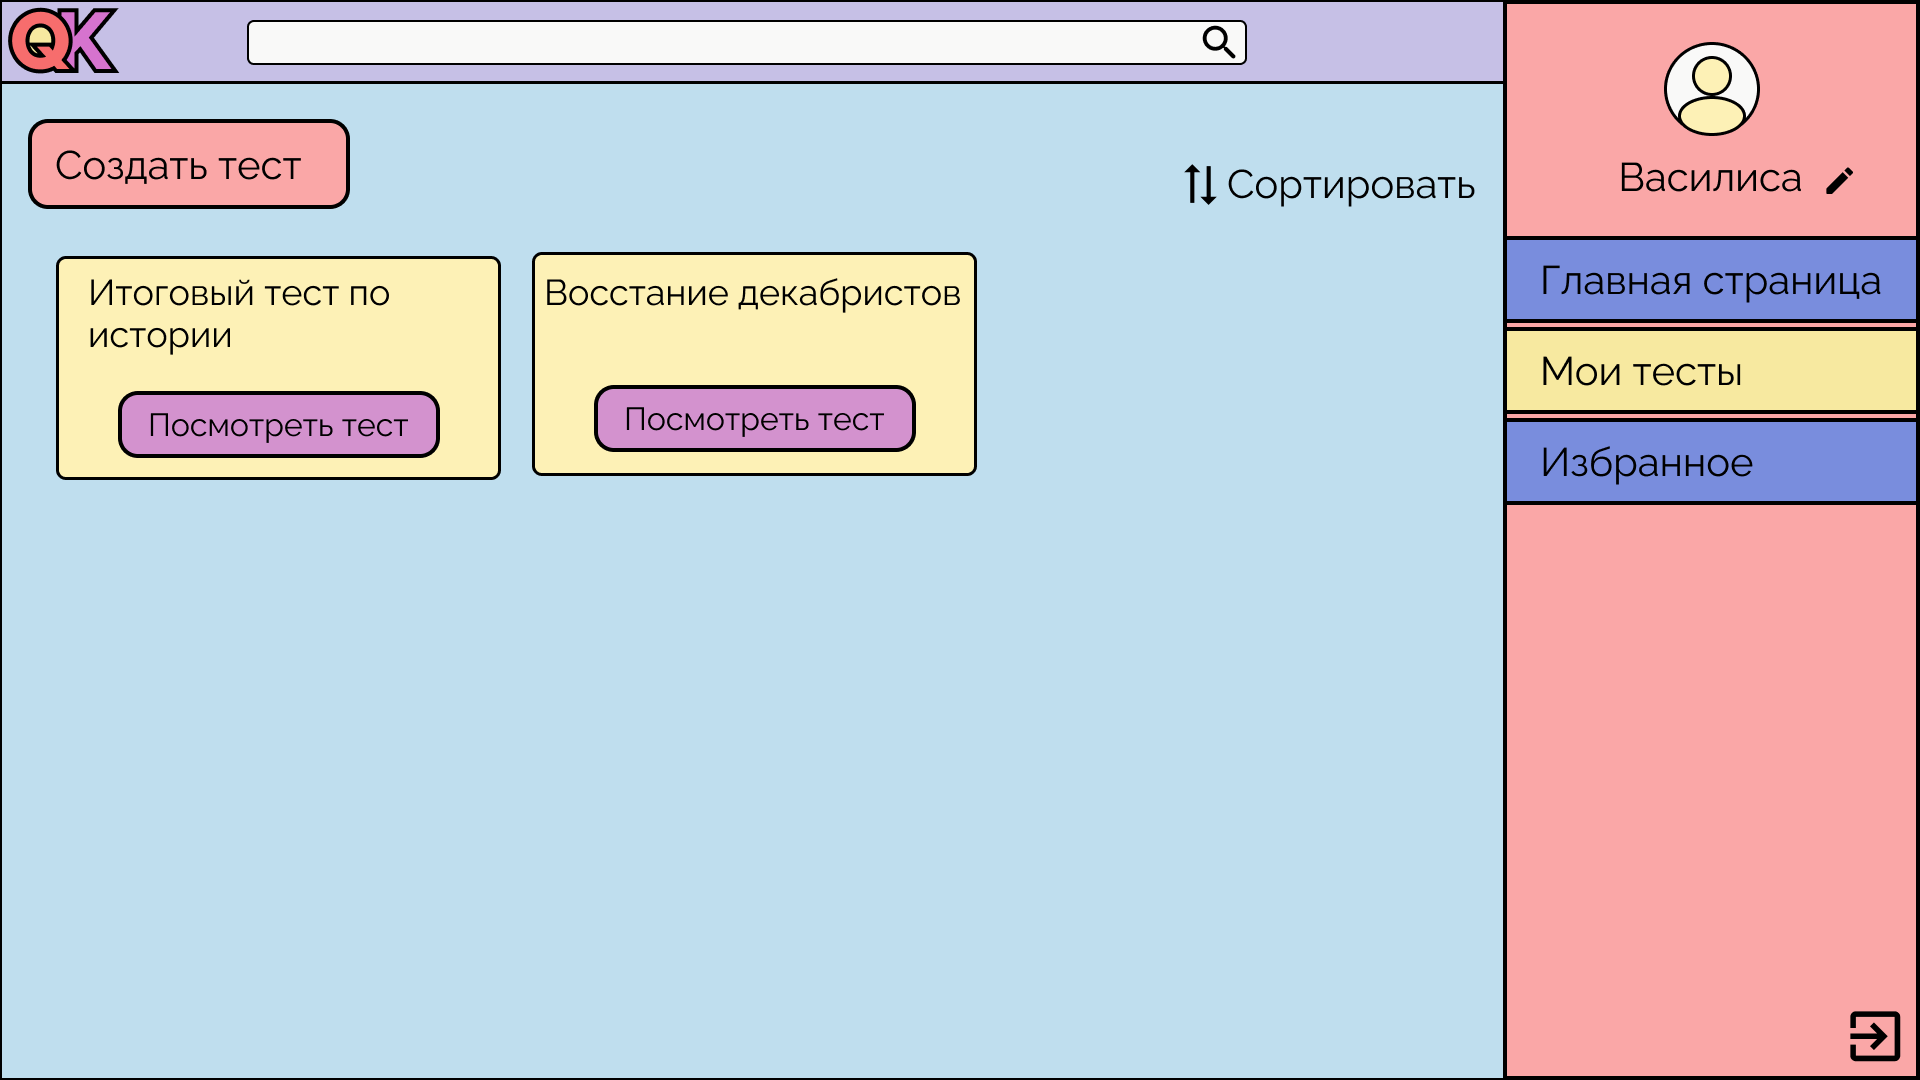 QK
Создать тест
Сортировать
Итоговый тест по
истории
Посмотреть тест
Восстание декабристов
Посмотреть тест
Василиса
Главная страница
Мои тесты
Избранное